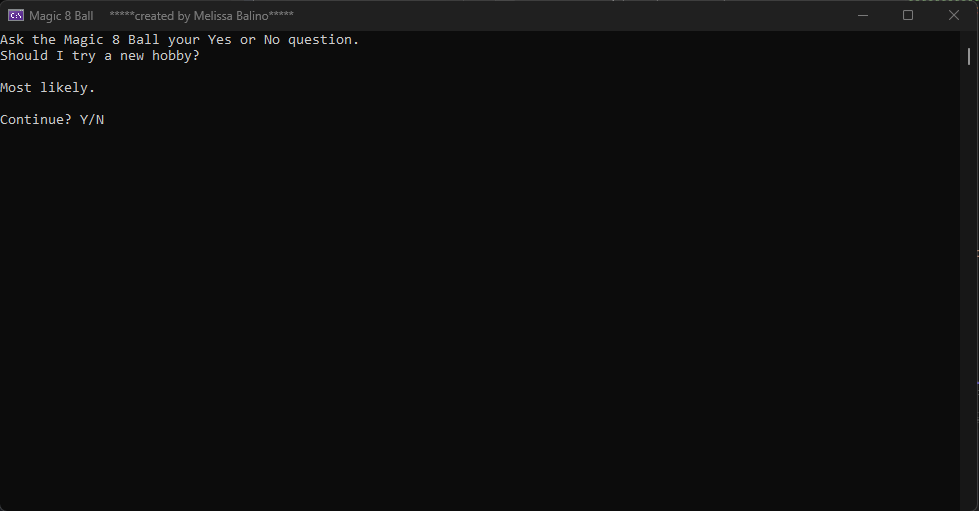 Magic 8 Ball *****created by Melissa Balino*****
Ask the Magic 8 Ball your Yes or No question.
Should I try a new hobby?
Most likely.
Continue? Y/N